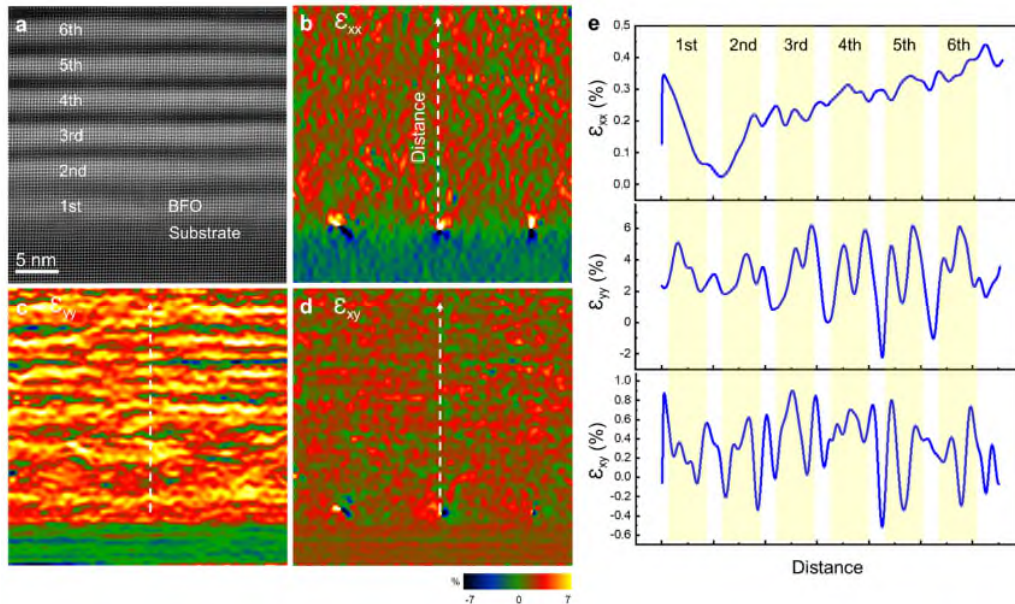 a
6th
5th
4th
3rd
2nd
1st BFO
Substrate
5 nm
b εxx
Distance
c εyy
d εxy
% -7 0 7
e
εxx (%)
0.5
0.4
0.3
0.2
0.1
0.0
1st 2nd 3rd 4th 5th 6th
εyy (%)
6
4
2
0
-2
εxy (%)
1.0
0.8
0.6
0.4
0.2
0.0
-0.2
-0.4
-0.6
Distance